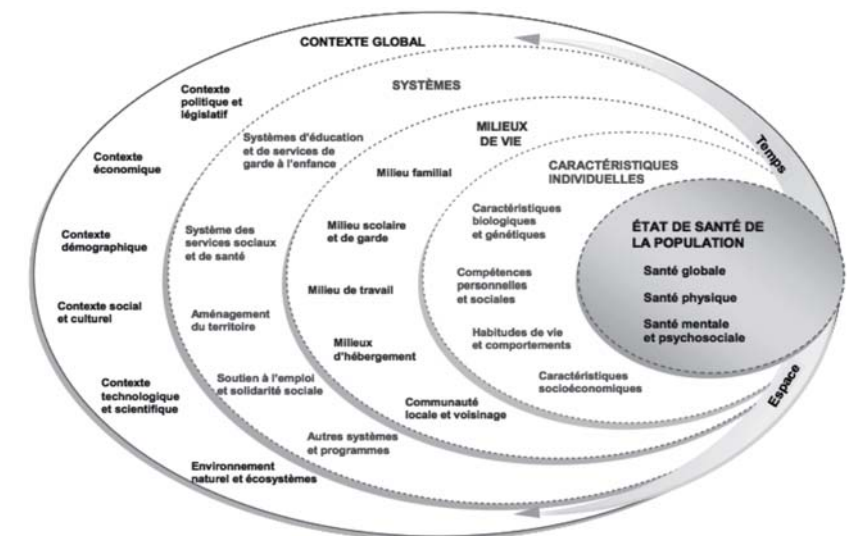 CONTEXTE GLOBAL
Contexte
politique et
législatif
Contexte
économique
Contexte
démographique
Contexte social
et culturel
Contexte
technologique
et scientifique
Environnement
naturel et écosystèmes
SYSTÈMES
Systèmes d'éducation
et de services de
garde à l'enfance
Système des
services sociaux
et de santé
Aménagement
du territoire
Soutien à l'emploi
et solidarité sociale
Autres systèmes
et programmes
MILIEUX
DE VIE
Milieu familial
Milieu scolaire
et de garde
Milieu de travail
Milieux
d'hébergement
Communauté
locale et voisinage
CARACTÉRISTIQUES
INDIVIDUELLES
Caractéristiques
biologiques
et génétiques
Compétences
personnelles
et sociales
Habitudes de vie
et comportements
Caractéristiques
socioéconomiques
ÉTAT DE SANTÉ DE
LA POPULATION
Santé globale
Santé physique
Santé mentale
et psychosociale
Temps
Espace